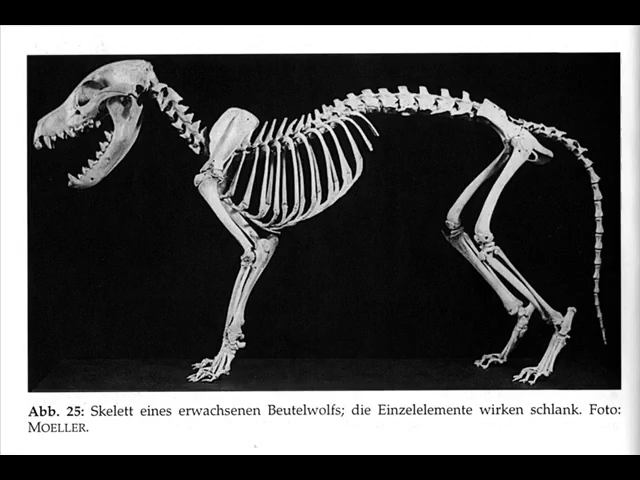 Abb. 25: Skelett eines erwachsenen Beutelwolfs; die Einzelelemente wirken schlank. Foto:
MOELLER.